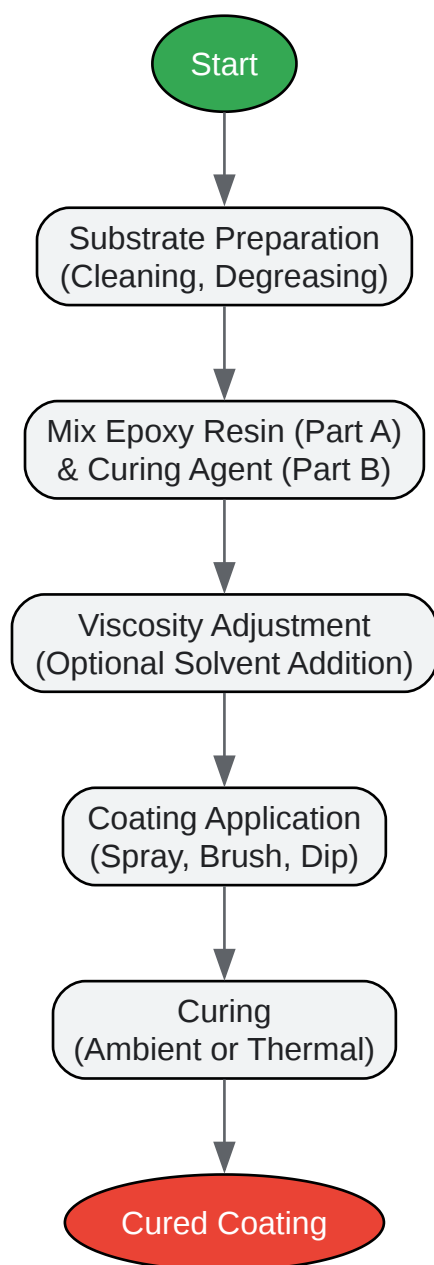 Start
Substrate Preparation
(Cleaning, Degreasing)
Mix Epoxy Resin (Part A)
& Curing Agent (Part B)
Viscosity Adjustment
(Optional Solvent Addition)
Coating Application
(Spray, Brush, Dip)
Curing
(Ambient or Thermal)
Cured Coating